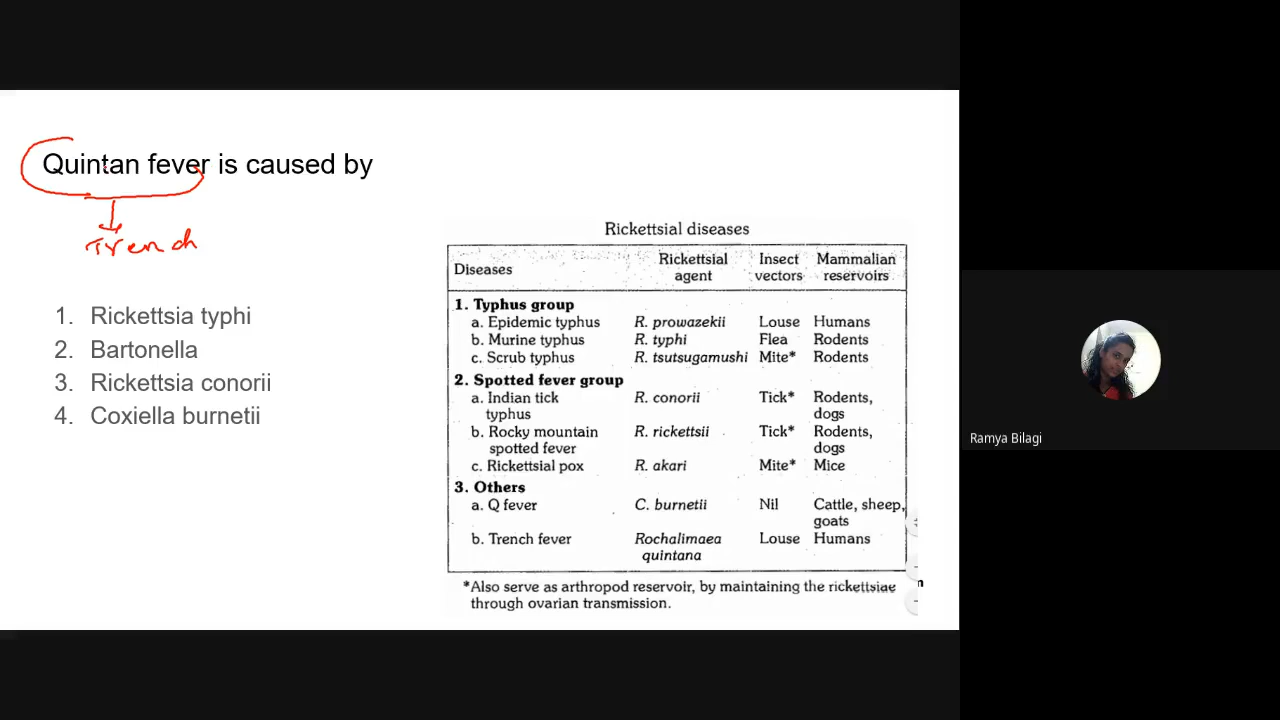 Quintan fever is caused by
Trench
1. Rickettsia typhi
2. Bartonella
3. Rickettsia conorii
4. Coxiella burnetii
Rickettsial diseases
Diseases Rickettsial agent Insect vectors Mammalian reservoirs
1. Typhus group
a. Epidemic typhus R. prowazekii Louse Humans
b. Murine typhus R. typhi Flea Rodents
c. Scrub typhus R. tsutsugamushi Mite* Rodents
2. Spotted fever group
a. Indian tick typhus R. conorii Tick* Rodents, dogs
b. Rocky mountain spotted fever R. rickettsii Tick* Rodents, dogs
c. Rickettsial pox R. akari Mite* Mice
3. Others
a. Q fever C. burnetii Nil Cattle, sheep, goats
b. Trench fever Rochalimaea quintana Louse Humans
*Also serve as arthropod reservoir, by maintaining the rickettsiae
through ovarian transmission.
Ramya Bilagi